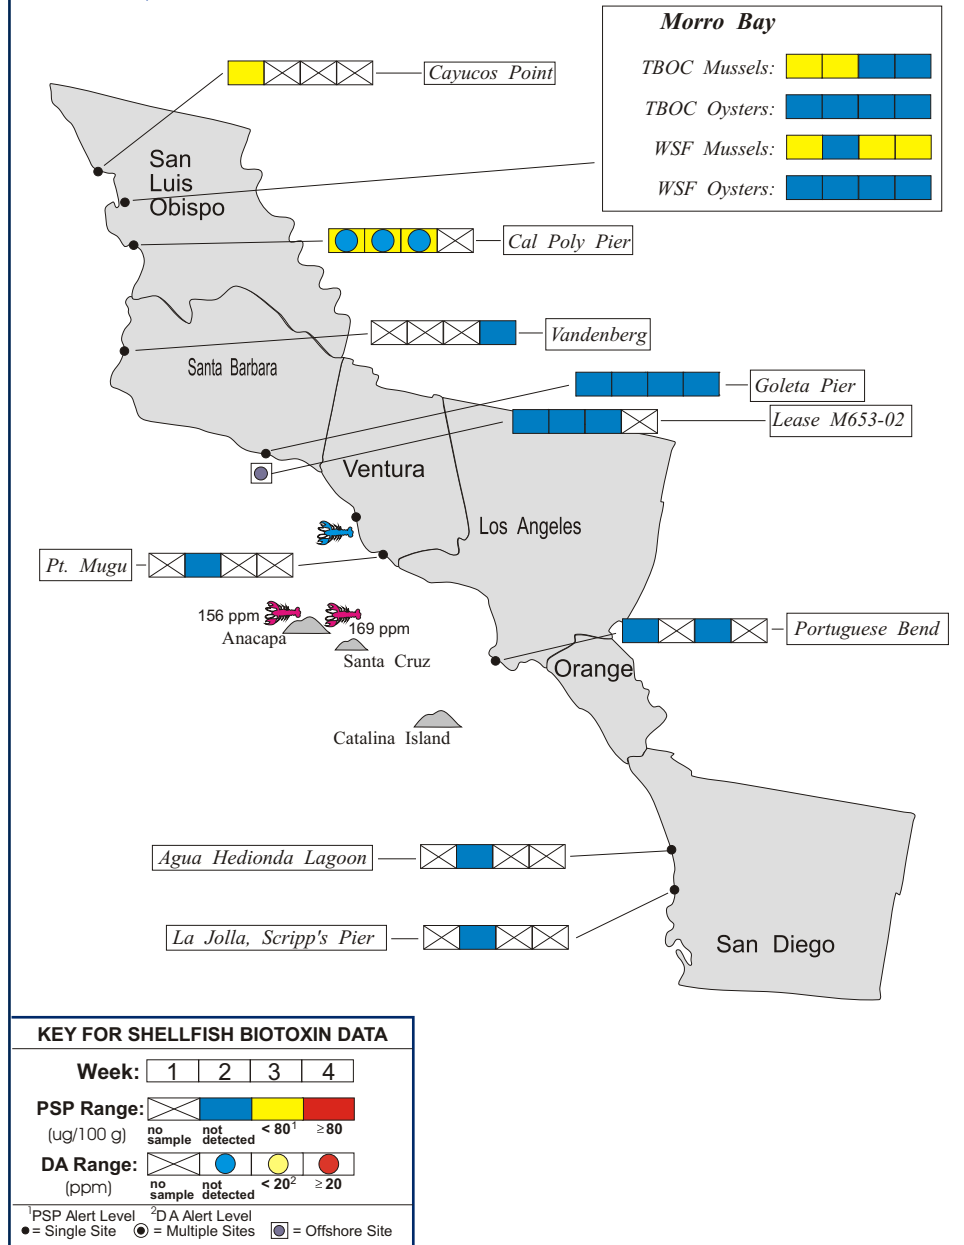 Morro Bay
TBOC Mussels:
TBOC Oysters:
WSF Mussels:
WSF Oysters:
Cayucos Point
San
Luis
Obispo
Cal Poly Pier
Vandenberg
Santa Barbara
Goleta Pier
Lease M653-02
Ventura
Los Angeles
Pt. Mugu
156 ppm
Anacapa
169 ppm
Santa Cruz
Portuguese Bend
Orange
Catalina Island
Agua Hedionda Lagoon
La Jolla, Scripp's Pier
San Diego
KEY FOR SHELLFISH BIOTOXIN DATA
Week: 1 2 3 4
PSP Range:
(ug/100 g)
no sample not detected < 80¹ ≥80
DA Range:
(ppm)
no sample not detected < 20² ≥20
¹PSP Alert Level ²DA Alert Level
= Single Site = Multiple Sites = Offshore Site